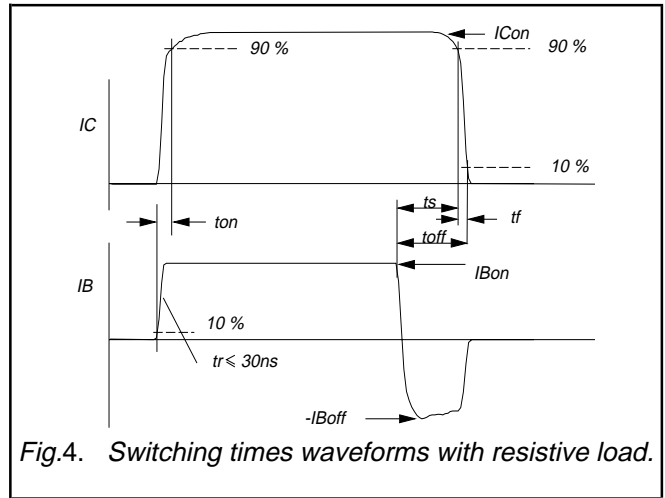 ICon
90 %
90 %
IC
10 %
ts
ton
tf
toff
IBon
IB
10 %
tr ≤ 30ns
-IBoff
Fig.4. Switching times waveforms with resistive load.